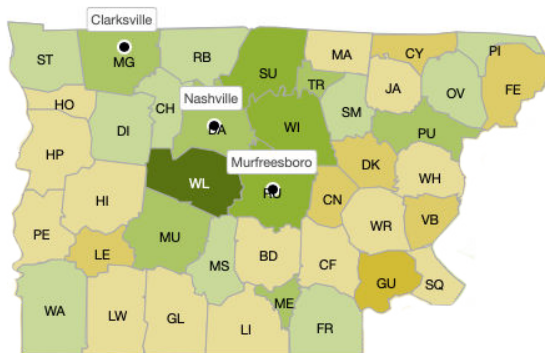 Clarksville
ST
MG
RB
SU
MA
CY
PI
HO
CH
Nashville
TR
JA
OV
FE
DI
DA
WI
SM
PU
HP
Murfreesboro
DK
WL
RU
WH
HI
CN
PE
MU
WR
VB
LE
MS
BD
CF
GU
SQ
WA
LW
GL
ME
LI
FR